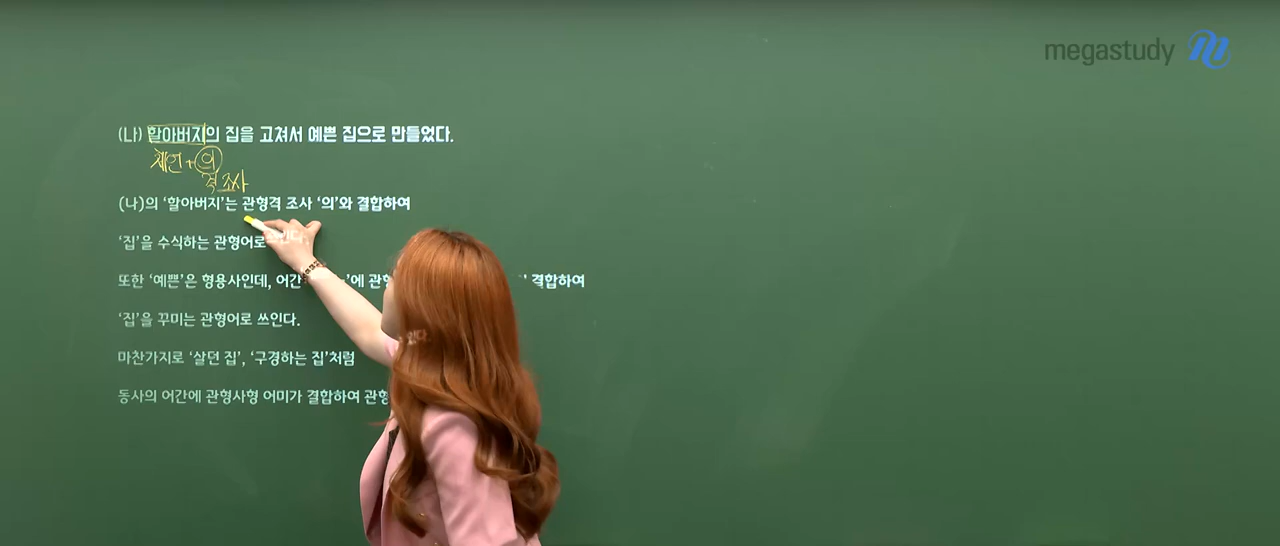 megastudy
(나) 할아버지의 집을 고쳐서 예쁜 집으로 만들었다.
체언+의
격조사
(나)의 '할아버지'는 관형격 조사 '의'와 결합하여
'집'을 수식하는 관형어로 쓰인다.
또한 '예쁜'은 형용사인데, 어간 '에 관형 결합하여
'집'을 꾸미는 관형어로 쓰인다.
마찬가지로 '살던 집', '구경하는 집'처럼
동사의 어간에 관형사형 어미가 결합하여 관형